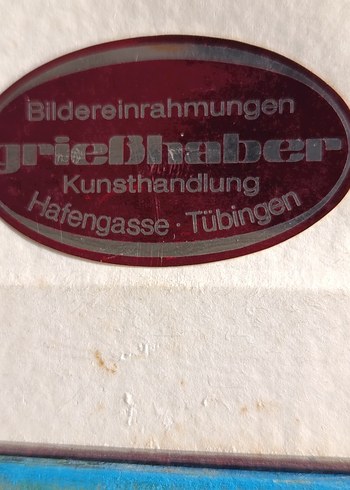 Bildereinrahmungen
grießhaber
Kunsthandlung
Hafengasse · Tübingen